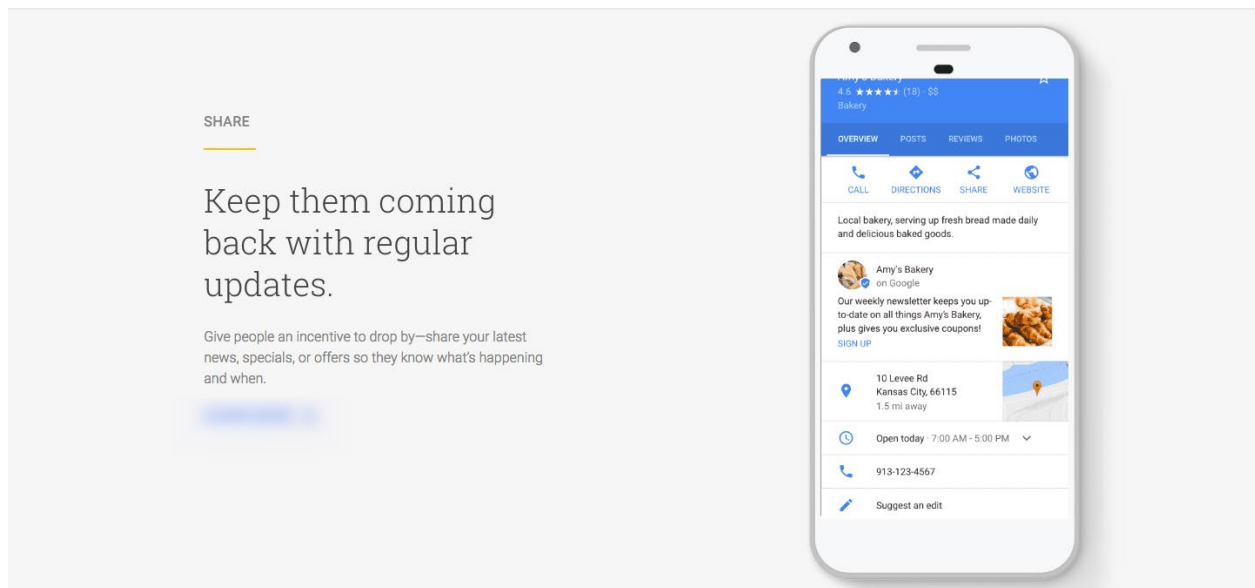 SHARE
Keep them coming
back with regular
updates.
Give people an incentive to drop by—share your latest
news, specials, or offers so they know what's happening
and when.
Amy's Bakery
4.6 ★★★★★ (18) · $$
Bakery
OVERVIEW POSTS REVIEWS PHOTOS
CALL DIRECTIONS SHARE WEBSITE
Local bakery, serving up fresh bread made daily
and delicious baked goods.
Amy's Bakery
on Google
Our weekly newsletter keeps you up-
to-date on all things Amy's Bakery,
plus gives you exclusive coupons!
SIGN UP
10 Levee Rd
Kansas City, 66115
1.5 mi away
Open today · 7:00 AM - 5:00 PM
913-123-4567
Suggest an edit